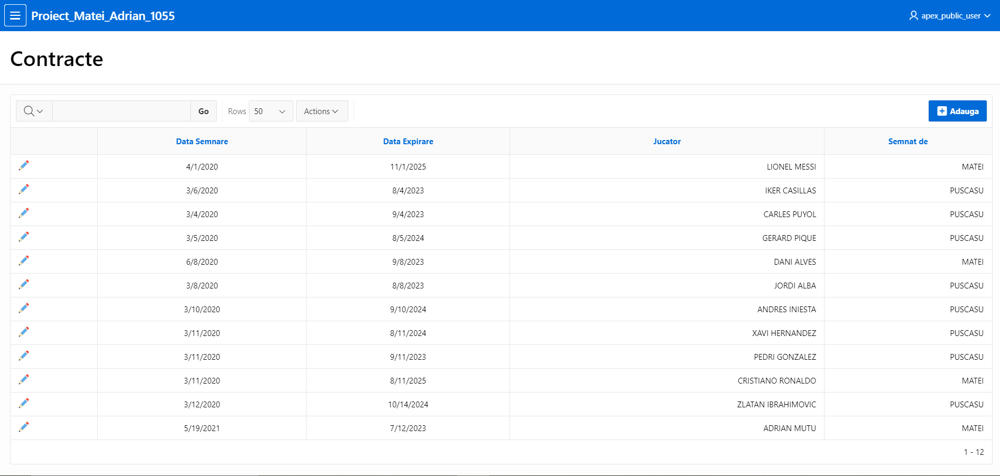 Proiect_Matei_Adrian_1055 apex_public_user
Contracte
Go Rows 50 Actions Adauga
Data Semnare Data Expirare Jucator Semnat de
4/1/2020 11/1/2025 LIONEL MESSI MATEI
3/6/2020 8/4/2023 IKER CASILLAS PUSCASU
3/4/2020 9/4/2023 CARLES PUYOL PUSCASU
3/5/2020 8/5/2024 GERARD PIQUE PUSCASU
6/8/2020 9/8/2023 DANI ALVES MATEI
3/8/2020 8/8/2023 JORDI ALBA PUSCASU
3/10/2020 9/10/2024 ANDRES INIESTA PUSCASU
3/11/2020 8/11/2024 XAVI HERNANDEZ PUSCASU
3/11/2020 9/11/2023 PEDRI GONZALEZ PUSCASU
3/11/2020 8/11/2025 CRISTIANO RONALDO MATEI
3/12/2020 10/14/2024 ZLATAN IBRAHIMOVIC PUSCASU
5/19/2021 7/12/2023 ADRIAN MUTU MATEI
1 - 12